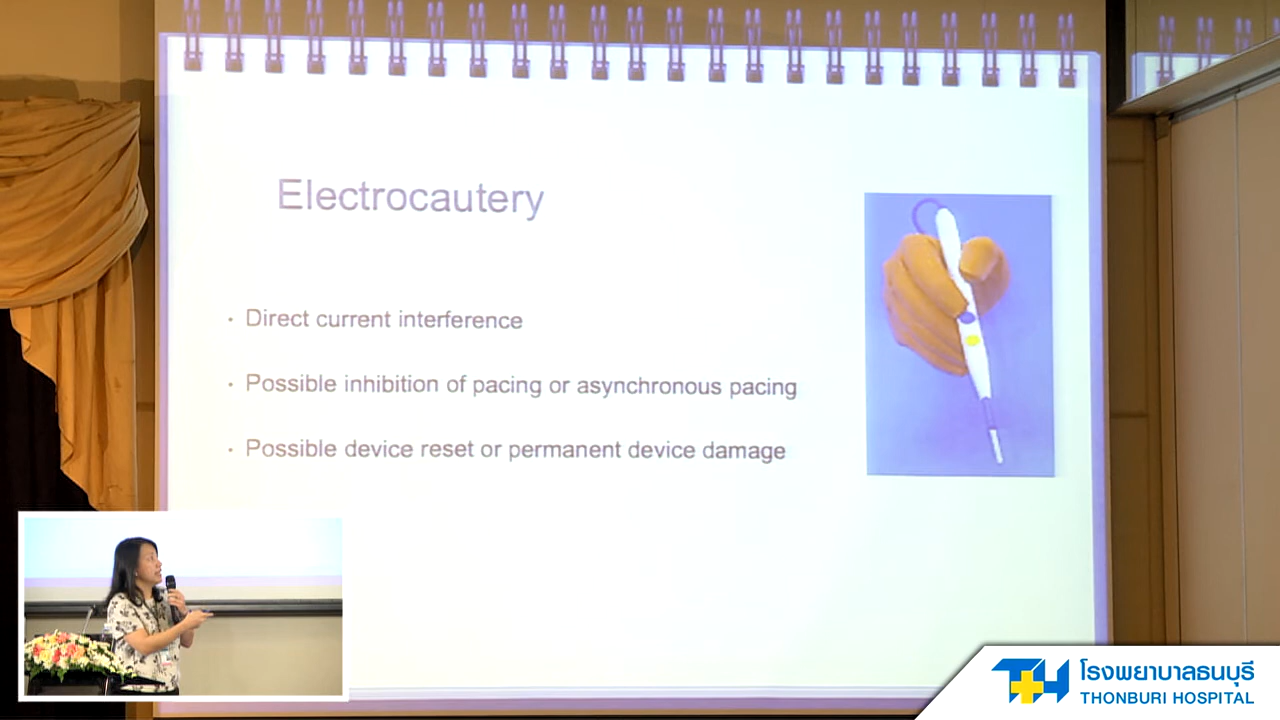 Electrocautery
• Direct current interference
• Possible inhibition of pacing or asynchronous pacing
• Possible device reset or permanent device damage
TH
โรงพยาบาลธนบุรี
THONBURI HOSPITAL